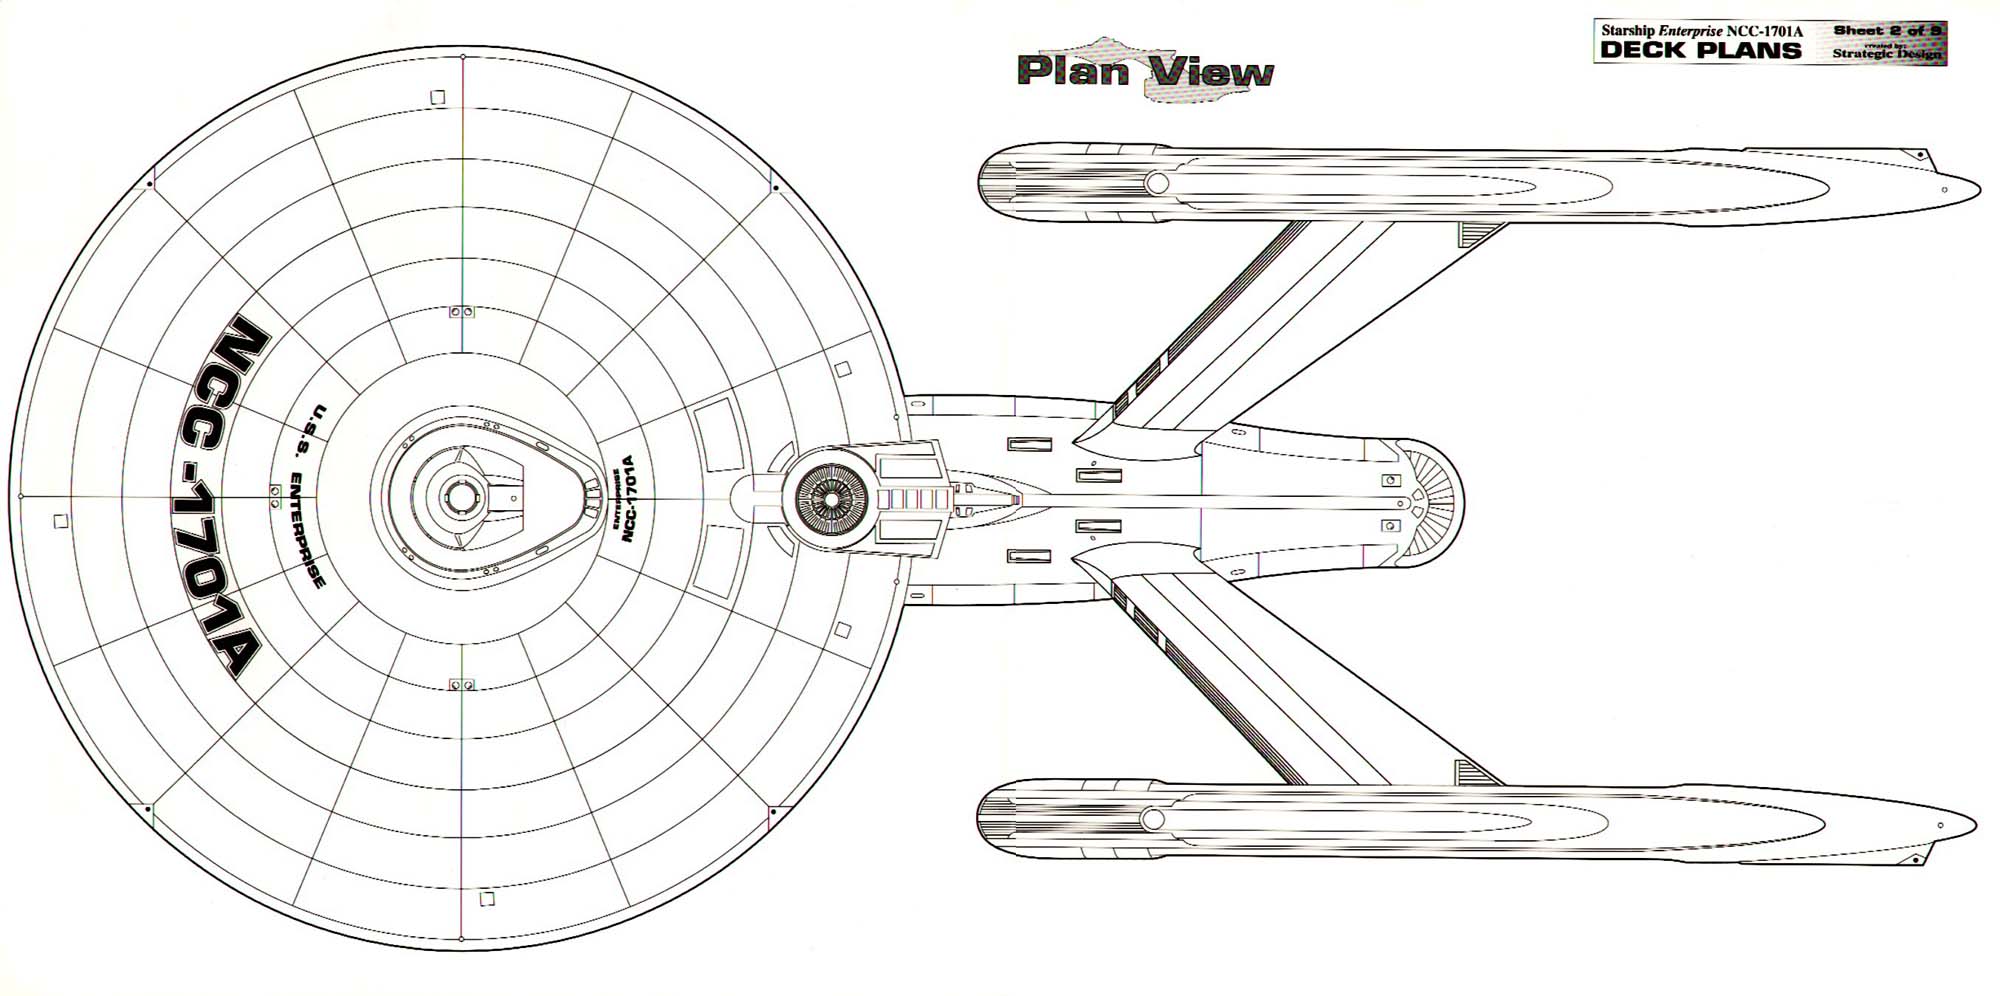 Plan View
Starship Enterprise NCC-1701A
DECK PLANS
Sheet 2 of 9
created by:
Strategic Design
NCC-1701A
U.S.S. ENTERPRISE
ENTERPRISE
NCC-1701A